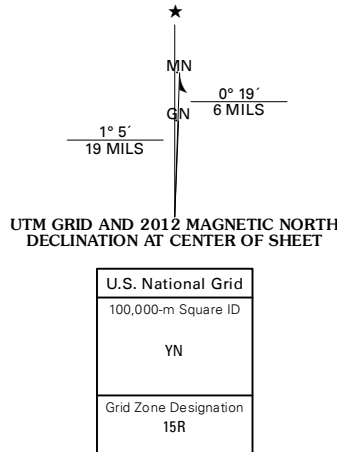 ★
MN
0° 19´
6 MILS
GN
1° 5´
19 MILS
UTM GRID AND 2012 MAGNETIC NORTH
DECLINATION AT CENTER OF SHEET
U.S. National Grid
100,000-m Square ID
YN
Grid Zone Designation
15R